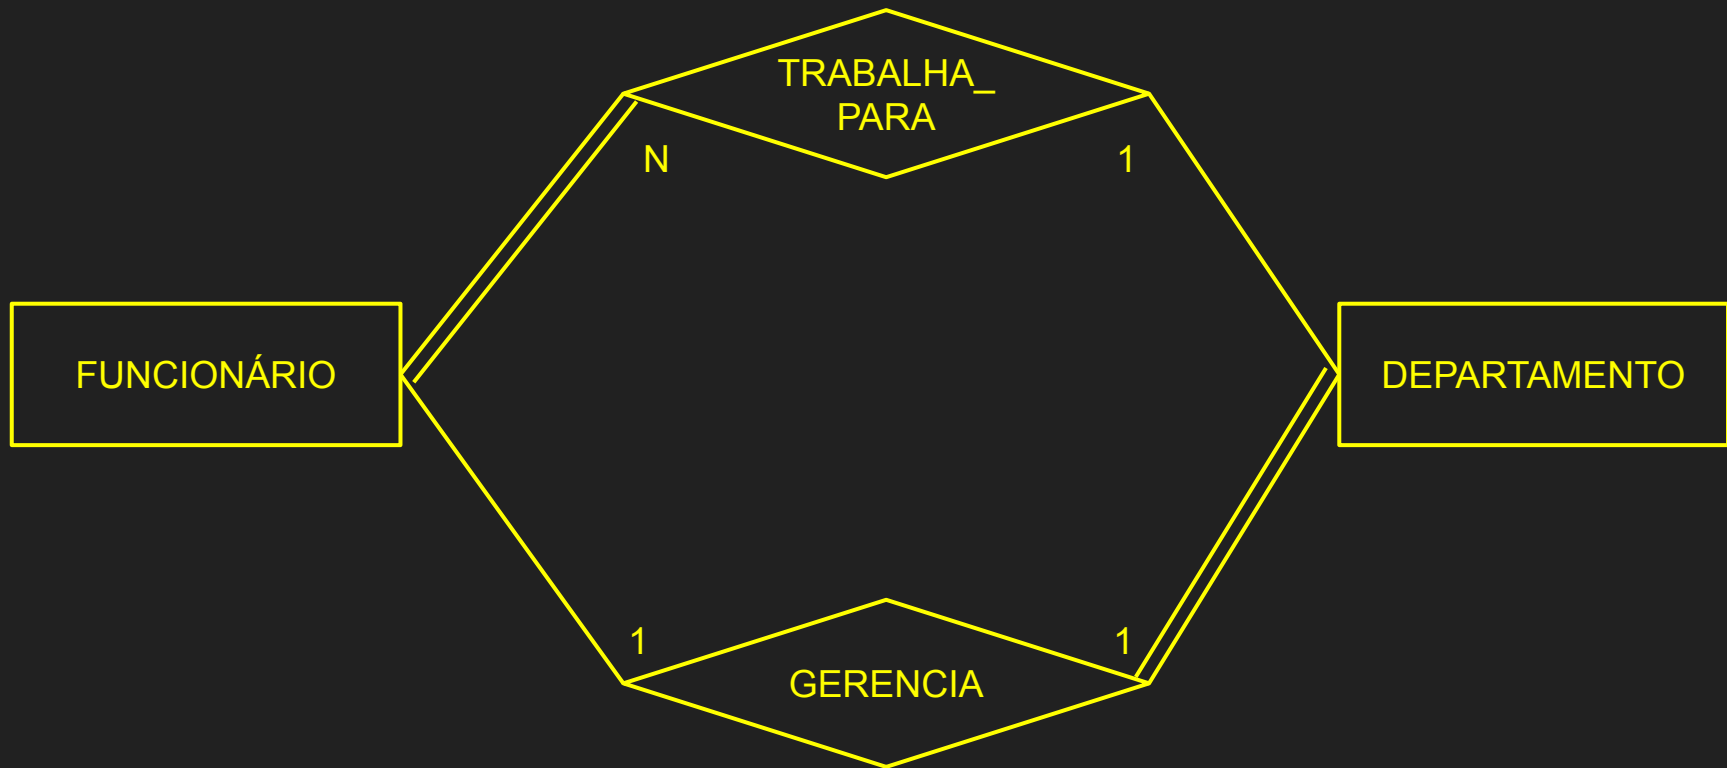 TRABALHA_
PARA
N
1
FUNCIONÁRIO
DEPARTAMENTO
1
1
GERENCIA